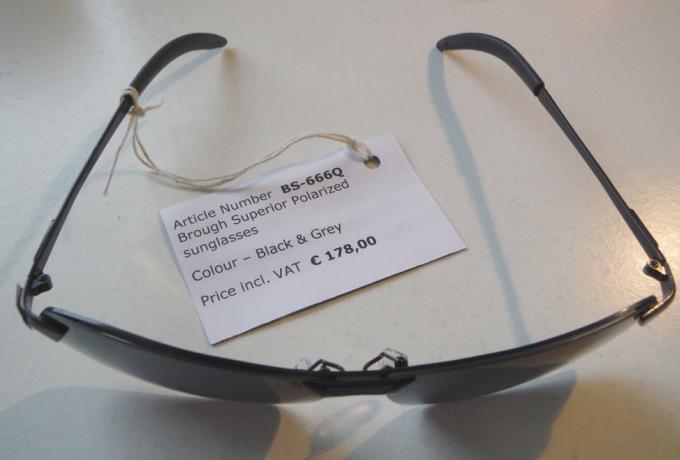 Article Number BS-666Q
Brough Superior Polarized
sunglasses
Colour – Black & Grey
Price incl. VAT € 178,00